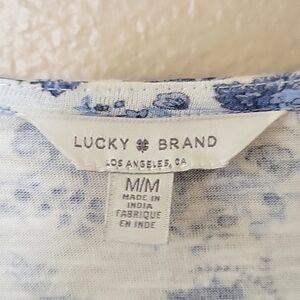 LUCKY BRAND
LOS ANGELES, CA
M/M
MADE IN
INDIA
FABRIQUE
EN INDE